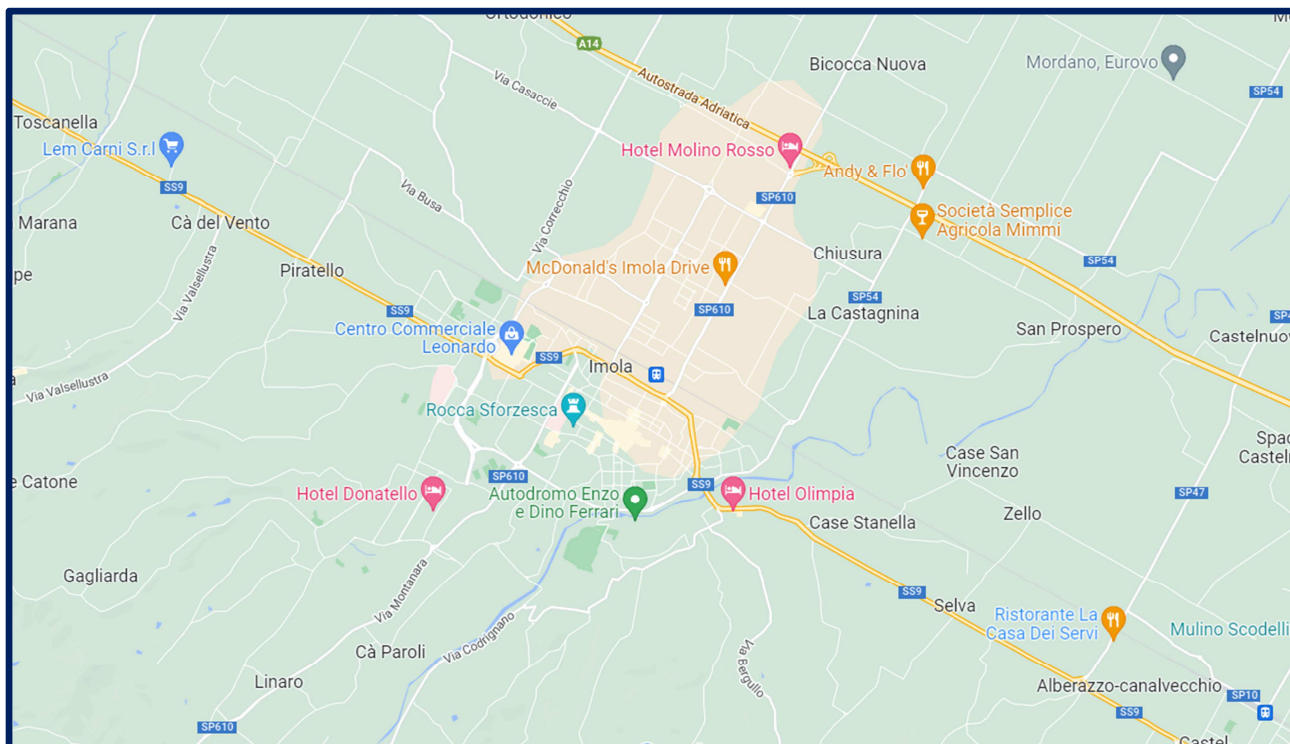 Ortodonico
A14
Autostrada Adriatica
Bicocca Nuova
Mordano, Eurovo
SP54
Via Casaccie
Toscanella
Lem Carni S.r.l
SS9
Via Busa
Via Correcchio
Hotel Molino Rosso
Andy & Flo'
SP610
Società Semplice
Agricola Mimmi
Marana
Cà del Vento
Via Valsellustra
Piratello
McDonald's Imola Drive
Chiusura
SP54
SP54
pe
SS9
SP610
La Castagnina
San Prospero
Centro Commerciale
Leonardo
SS9
Imola
Via Valsellustra
Rocca Sforzesca
Case San
Vincenzo
e Catone
SP610
SS9
Hotel Donatello
Autodromo Enzo
e Dino Ferrari
Hotel Olimpia
SP47
Case Stanella
Zello
Gagliarda
Via Montanara
SS9
Selva
Ristorante La
Casa Dei Servi
Mulino Scodelli
Cà Paroli
Via Codrignano
Via Bergullo
Linaro
Alberazzo-canalvecchio
SP10
SP610
SS9
Castel